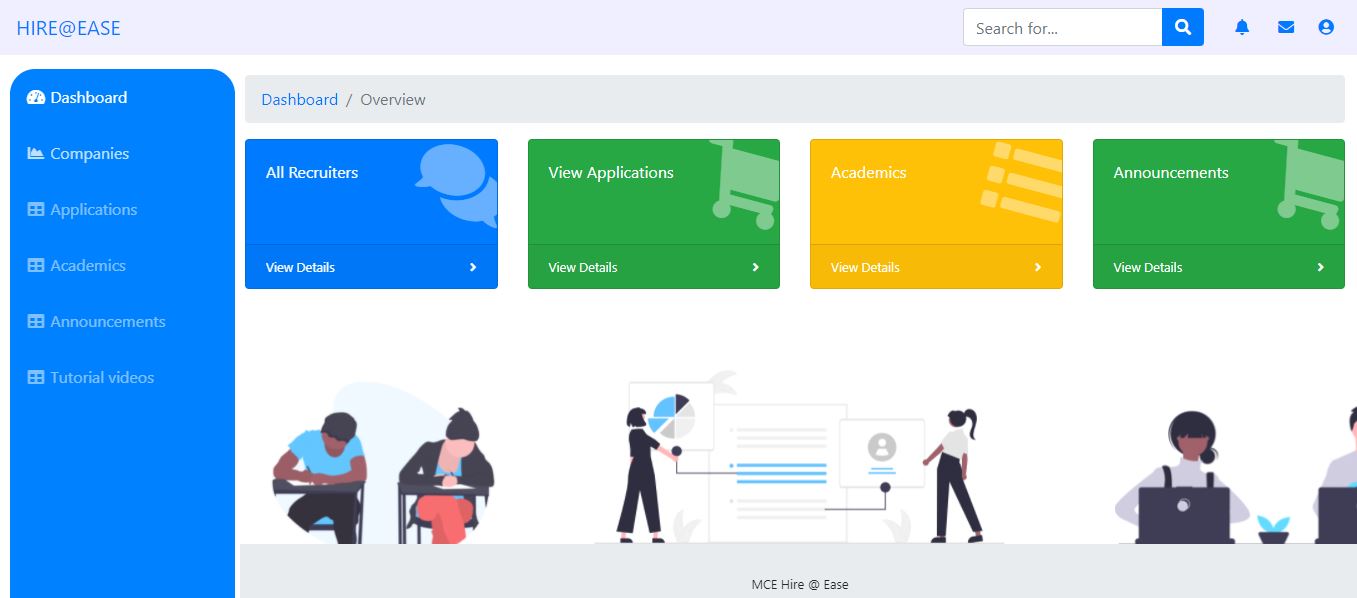 HIRE@EASE
Search for...
Dashboard
Companies
Applications
Academics
Announcements
Tutorial videos
Dashboard / Overview
All Recruiters
View Details
View Applications
View Details
Academics
View Details
Announcements
View Details
MCE Hire @ Ease